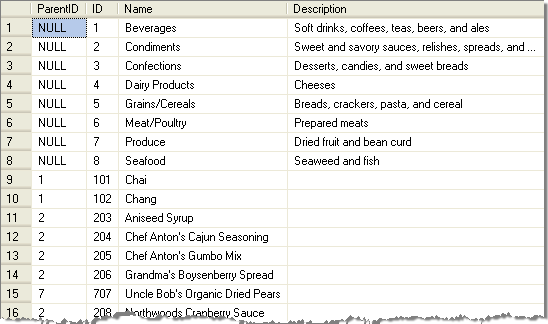 ParentID ID Name Description
1 NULL 1 Beverages Soft drinks, coffees, teas, beers, and ales
2 NULL 2 Condiments Sweet and savory sauces, relishes, spreads, and ...
3 NULL 3 Confections Desserts, candies, and sweet breads
4 NULL 4 Dairy Products Cheeses
5 NULL 5 Grains/Cereals Breads, crackers, pasta, and cereal
6 NULL 6 Meat/Poultry Prepared meats
7 NULL 7 Produce Dried fruit and bean curd
8 NULL 8 Seafood Seaweed and fish
9 1 101 Chai
10 1 102 Chang
11 2 203 Aniseed Syrup
12 2 204 Chef Anton's Cajun Seasoning
13 2 205 Chef Anton's Gumbo Mix
14 2 206 Grandma's Boysenberry Spread
15 7 707 Uncle Bob's Organic Dried Pears
16 2 208 Northwoods Cranberry Sauce